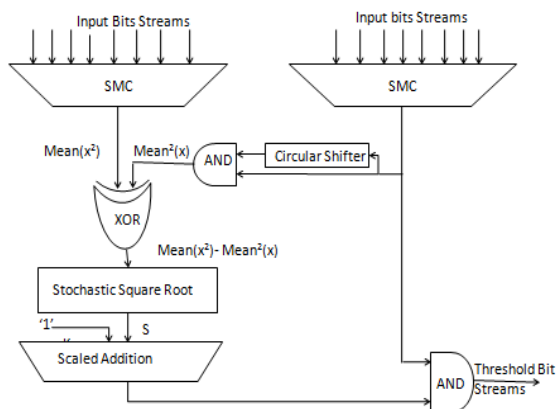 Input Bits Streams
Input bits Streams
SMC
SMC
Mean(x²)
Mean²(x)
AND
Circular Shifter
XOR
Mean(x²)- Mean²(x)
Stochastic Square Root
'1'
S
Scaled Addition
AND
Threshold Bit
Streams